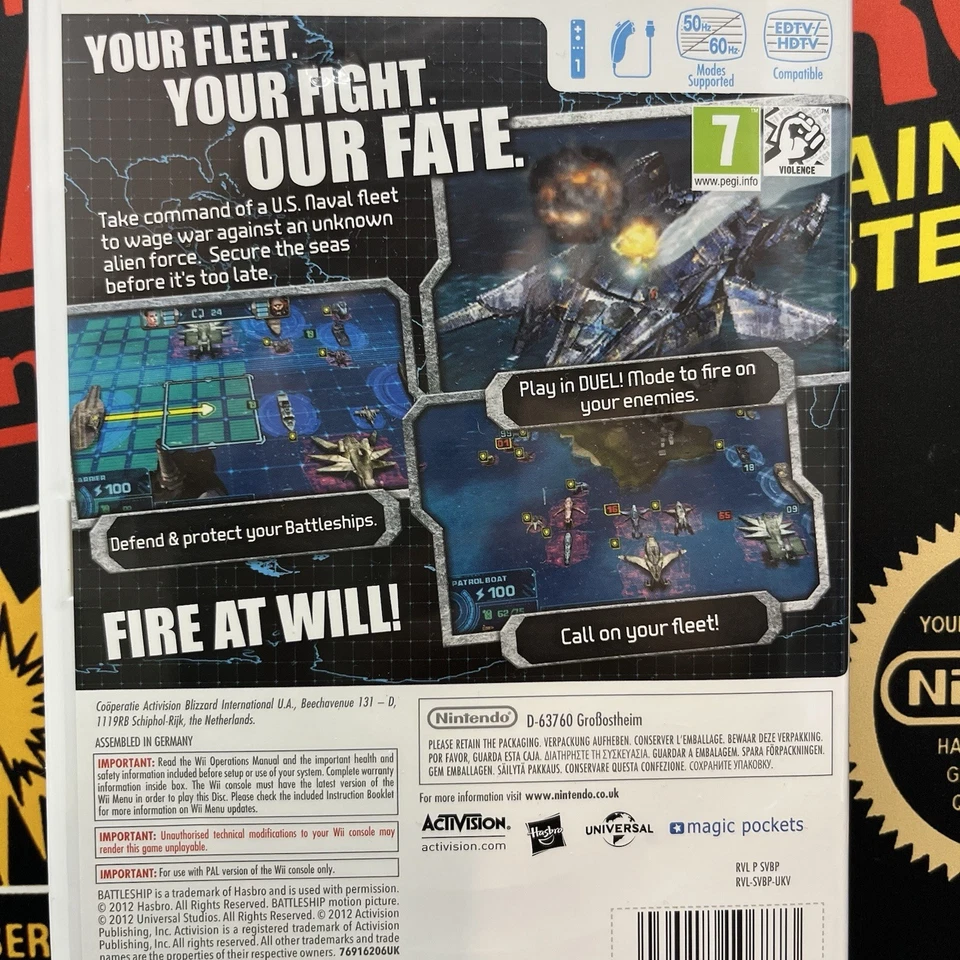 YOUR FLEET.
YOUR FIGHT.
OUR FATE.
Take command of a U.S. Naval fleet
to wage war against an unknown
alien force. Secure the seas
before it's too late.
1
50Hz
60Hz
Modes
Supported
EDTV/
HDTV
Compatible
7
www.pegi.info
VIOLENCE
24
100
Defend & protect your Battleships.
Play in DUEL! Mode to fire on
your enemies.
18
09
PATROL BOAT
100
Call on your fleet!
FIRE AT WILL!
Coöperatie Activision Blizzard International U.A., Beechavenue 131 – D,
1119RB Schiphol-Rijk, the Netherlands.
ASSEMBLED IN GERMANY
IMPORTANT: Read the Wii Operations Manual and the important health and
safety information included before setup or use of your system. Complete warranty
information inside box. The Wii console must have the latest version of the
Wii Menu in order to play this Disc. Please check the included Instruction Booklet
for more information on Wii Menu updates.
IMPORTANT: Unauthorised technical modifications to your Wii console may
render this game unplayable.
IMPORTANT: For use with PAL version of the Wii console only.
BATTLESHIP is a trademark of Hasbro and is used with permission.
© 2012 Hasbro. All Rights Reserved. BATTLESHIP motion picture.
© 2012 Universal Studios. All Rights Reserved. © 2012 Activision
Publishing, Inc. Activision is a registered trademark of Activision
Publishing, Inc. All rights reserved. All other trademarks and trade
names are the properties of their respective owners. 76916206UK
Nintendo D-63760 Großostheim
PLEASE RETAIN THE PACKAGING. VERPACKUNG AUFHEBEN. CONSERVER L'EMBALLAGE. BEWAAR DEZE VERPAKKING.
POR FAVOR, GUARDA ESTA CAJA. ΔΙΑΤΗΡΗΣΤΕ ΤΗ ΣΥΣΚΕΥΑΣΙΑ. GUARDAR A EMBALAGEM. SPARA FÖRPACKNINGEN.
GEM EMBALLAGEN. SÄILYTÄ PAKKAUS. CONSERVARE QUESTA CONFEZIONE. СОХРАНИТЕ УПАКОВКУ.
For more information visit www.nintendo.co.uk
ACTIVISION.
activision.com
Hasbro
UNIVERSAL
magic pockets
RVL P SVBP
RVL-SVBP-UKV